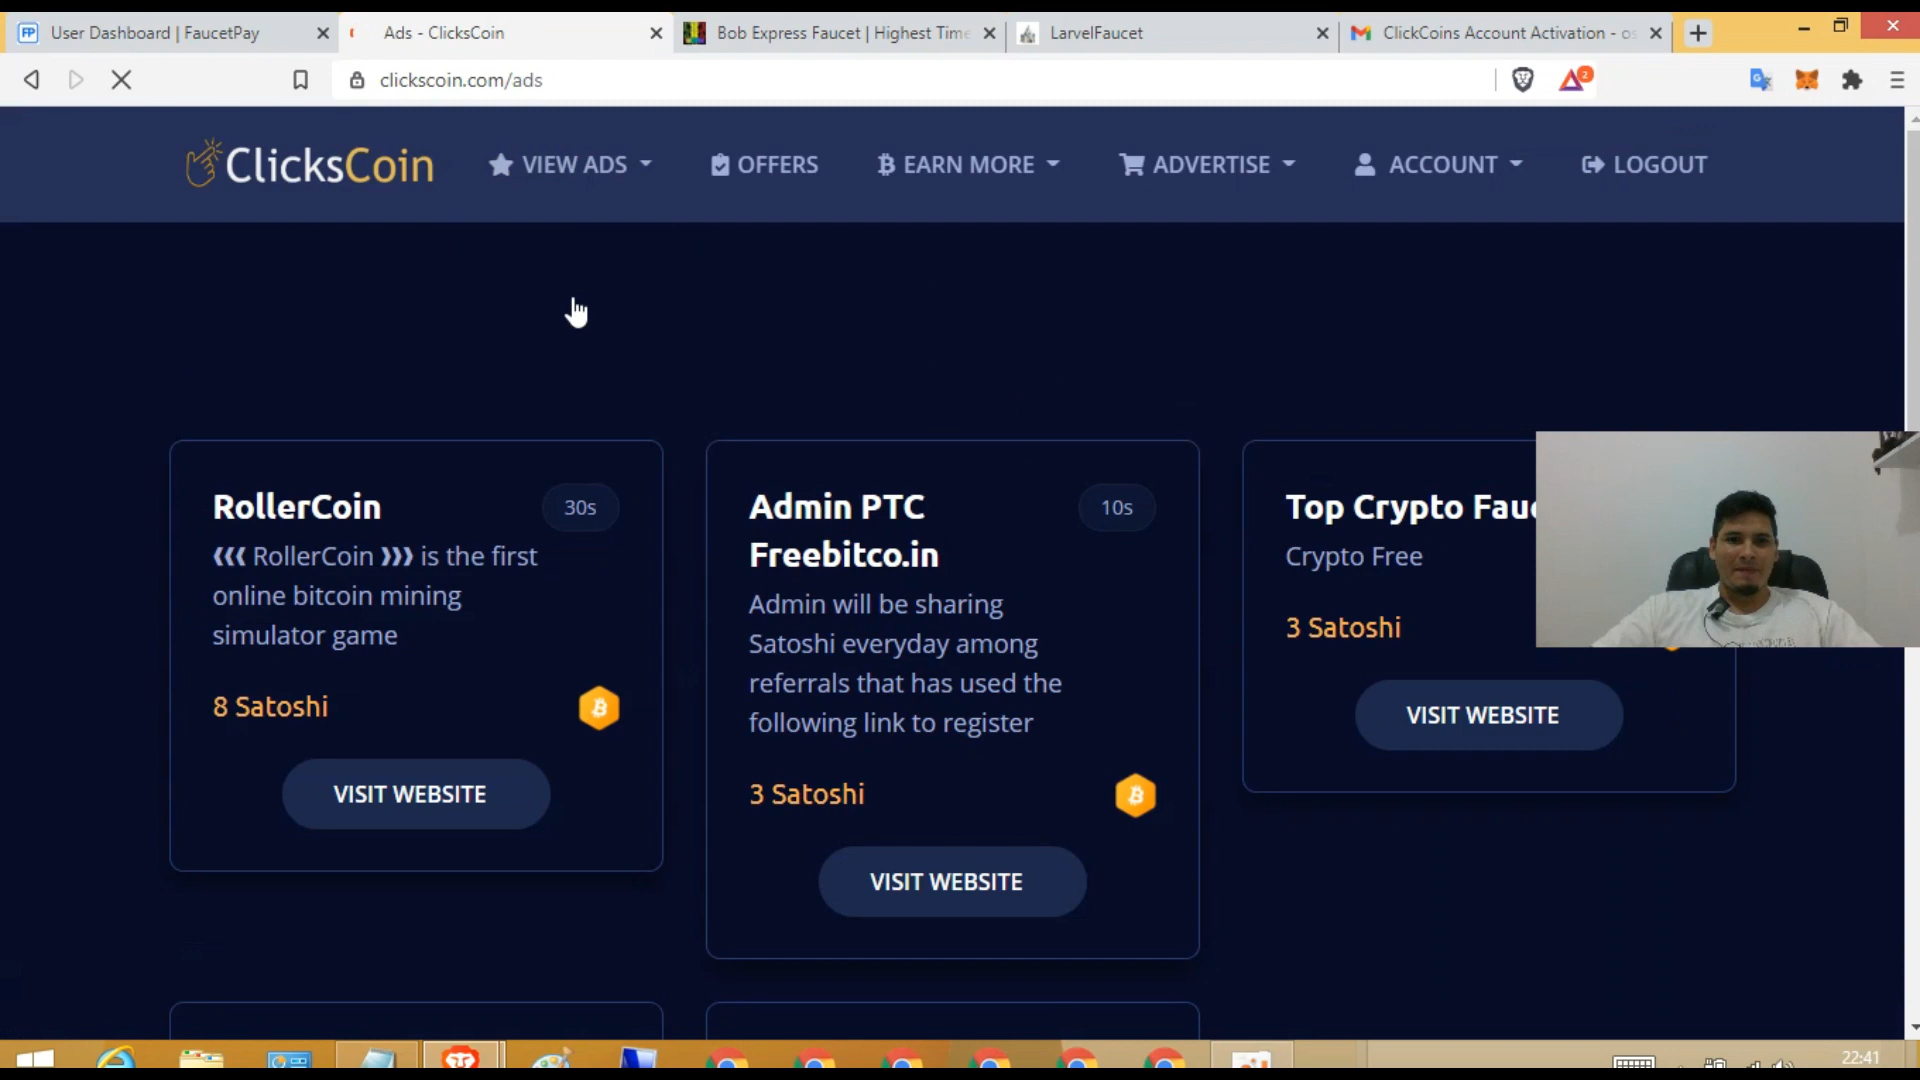 User Dashboard | FaucetPay
Ads - ClicksCoin
Bob Express Faucet | Highest Time
LarvelFaucet
ClickCoins Account Activation - os
clickscoin.com/ads
2
ClicksCoin
VIEW ADS
OFFERS
EARN MORE
ADVERTISE
ACCOUNT
LOGOUT
RollerCoin
30s
⦅⦅⦅ RollerCoin ⦆⦆⦆ is the first
online bitcoin mining
simulator game
8 Satoshi
VISIT WEBSITE
Admin PTC
Freebitco.in
10s
Admin will be sharing
Satoshi everyday among
referrals that has used the
following link to register
3 Satoshi
VISIT WEBSITE
Top Crypto Fauc
Crypto Free
3 Satoshi
VISIT WEBSITE
22:41